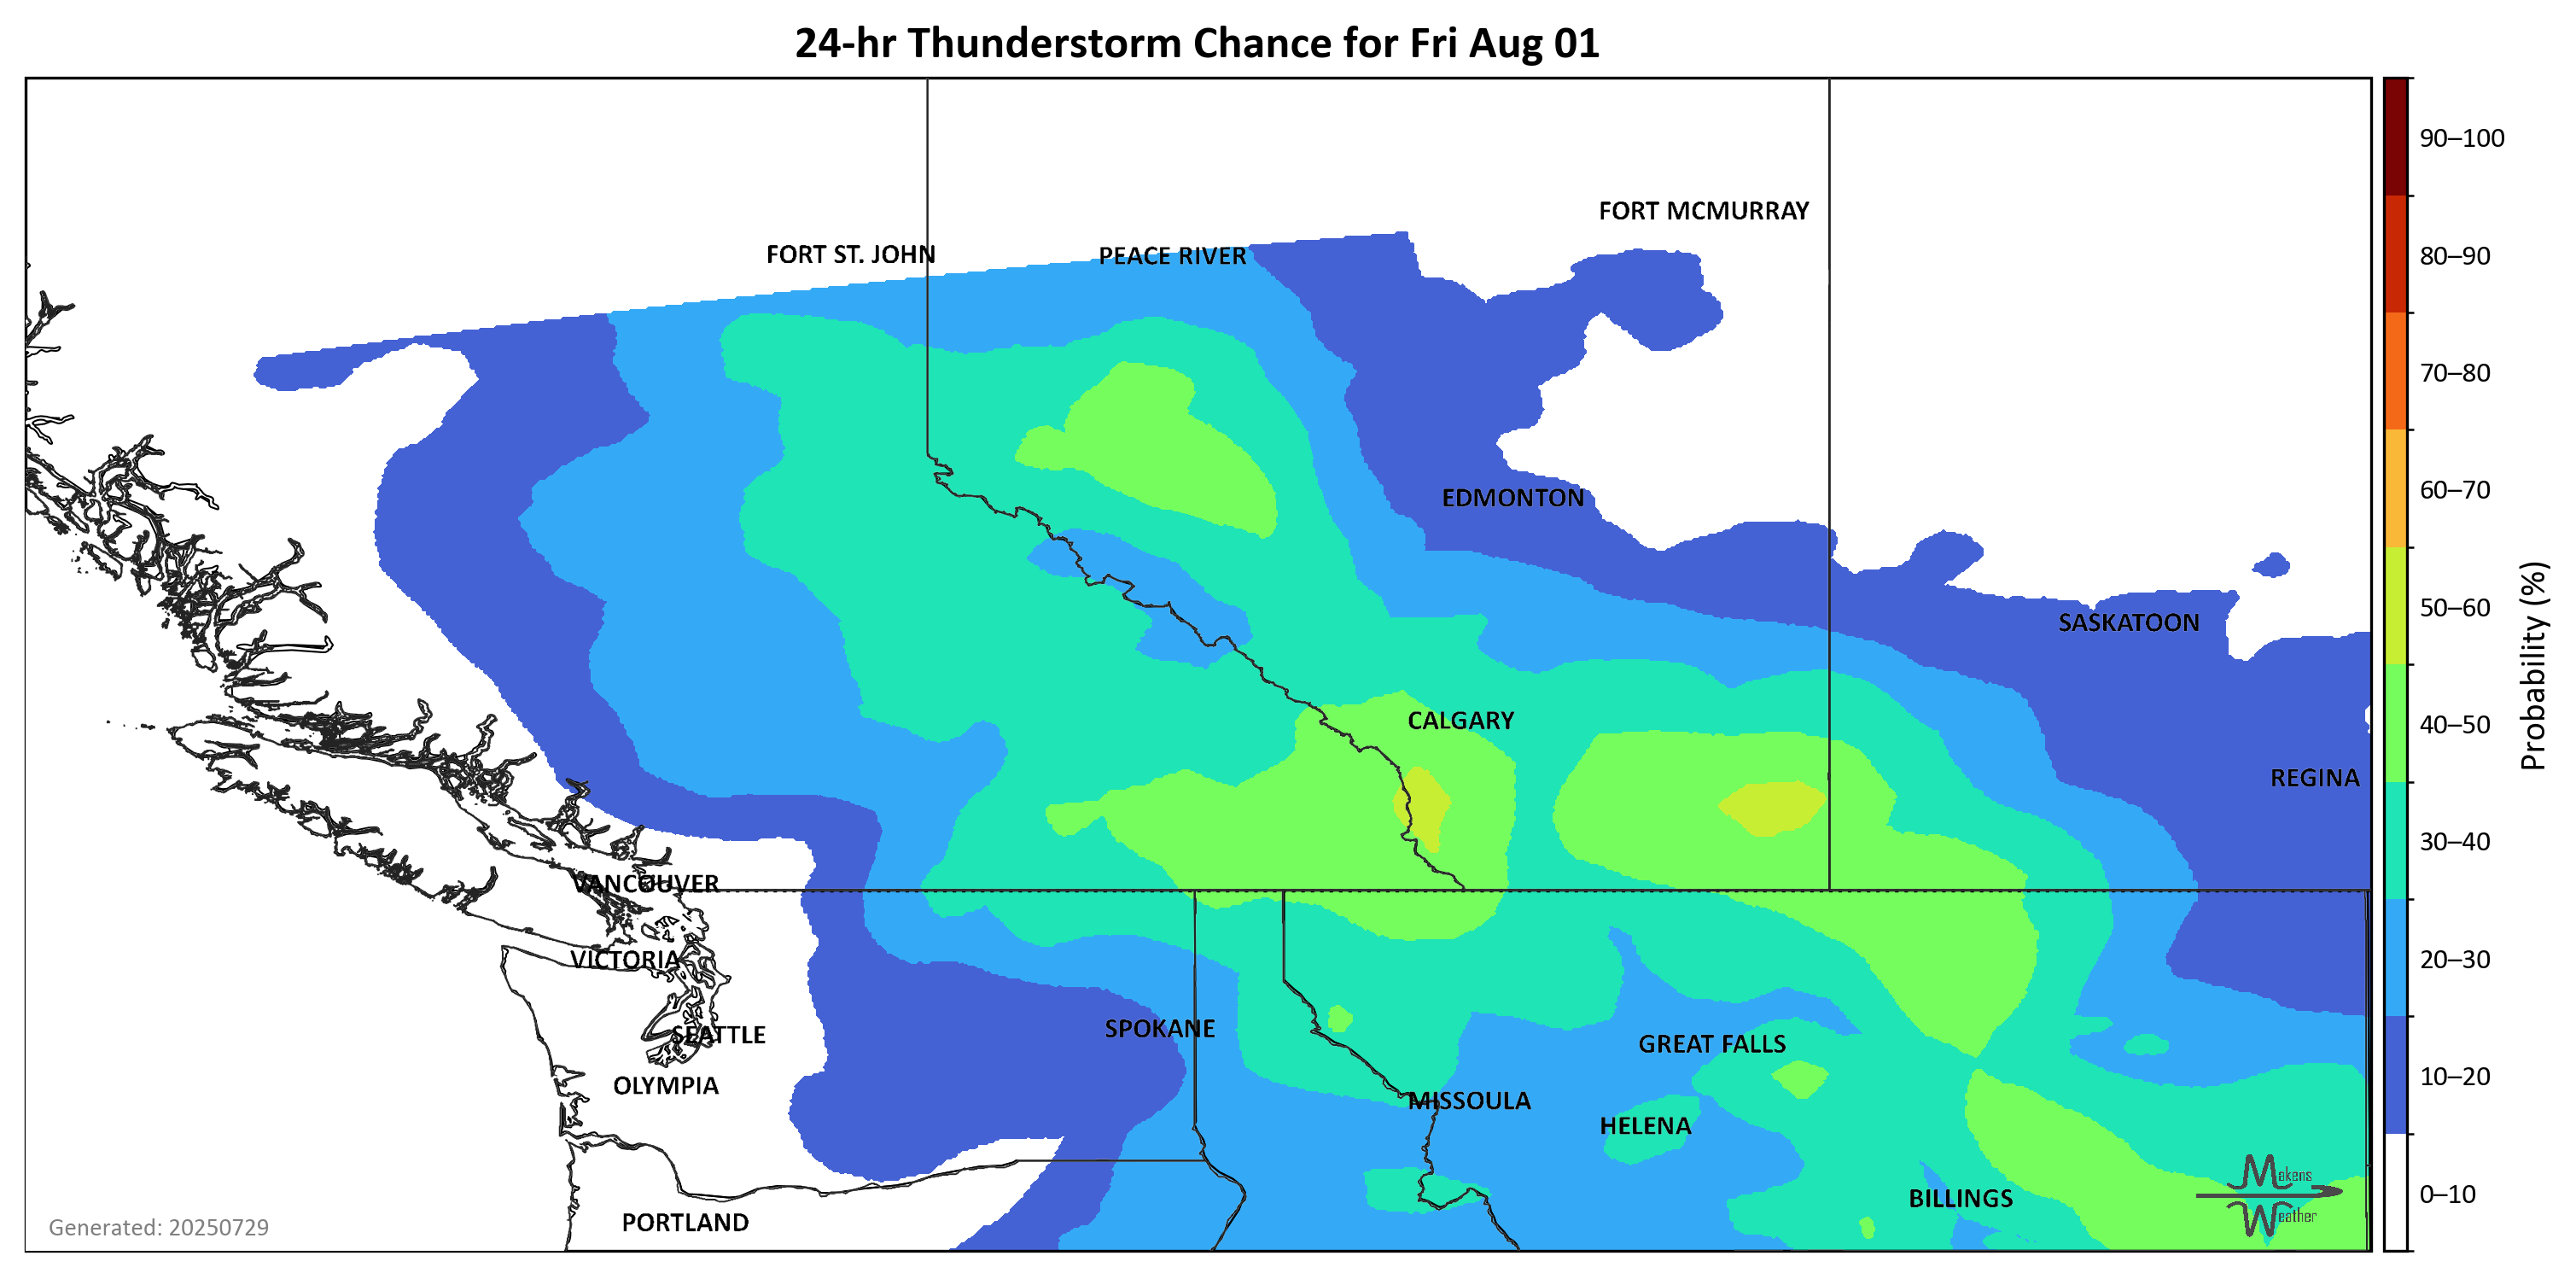 24-hr Thunderstorm Chance for Fri Aug 01
FORT MCMURRAY
FORT ST. JOHN
PEACE RIVER
EDMONTON
SASKATOON
CALGARY
REGINA
VANCOUVER
VICTORIA
SPOKANE
SEATTLE
GREAT FALLS
OLYMPIA
MISSOULA
HELENA
BILLINGS
PORTLAND
Makens
Weather
Generated: 20250729
90–100
80–90
70–80
60–70
50–60
40–50
30–40
20–30
10–20
0–10
Probability (%)